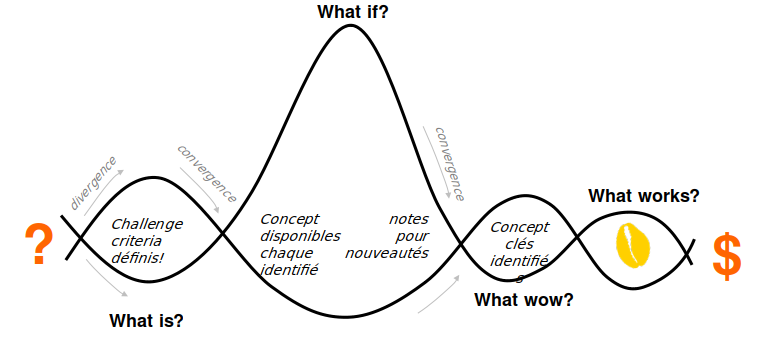 What if?
divergence
convergence
convergence
?
Challenge
criteria
définis!
What is?
Concept notes
disponibles pour
chaque nouveautés
identifié
Concept
clés
identifié
s
What wow?
What works?
$